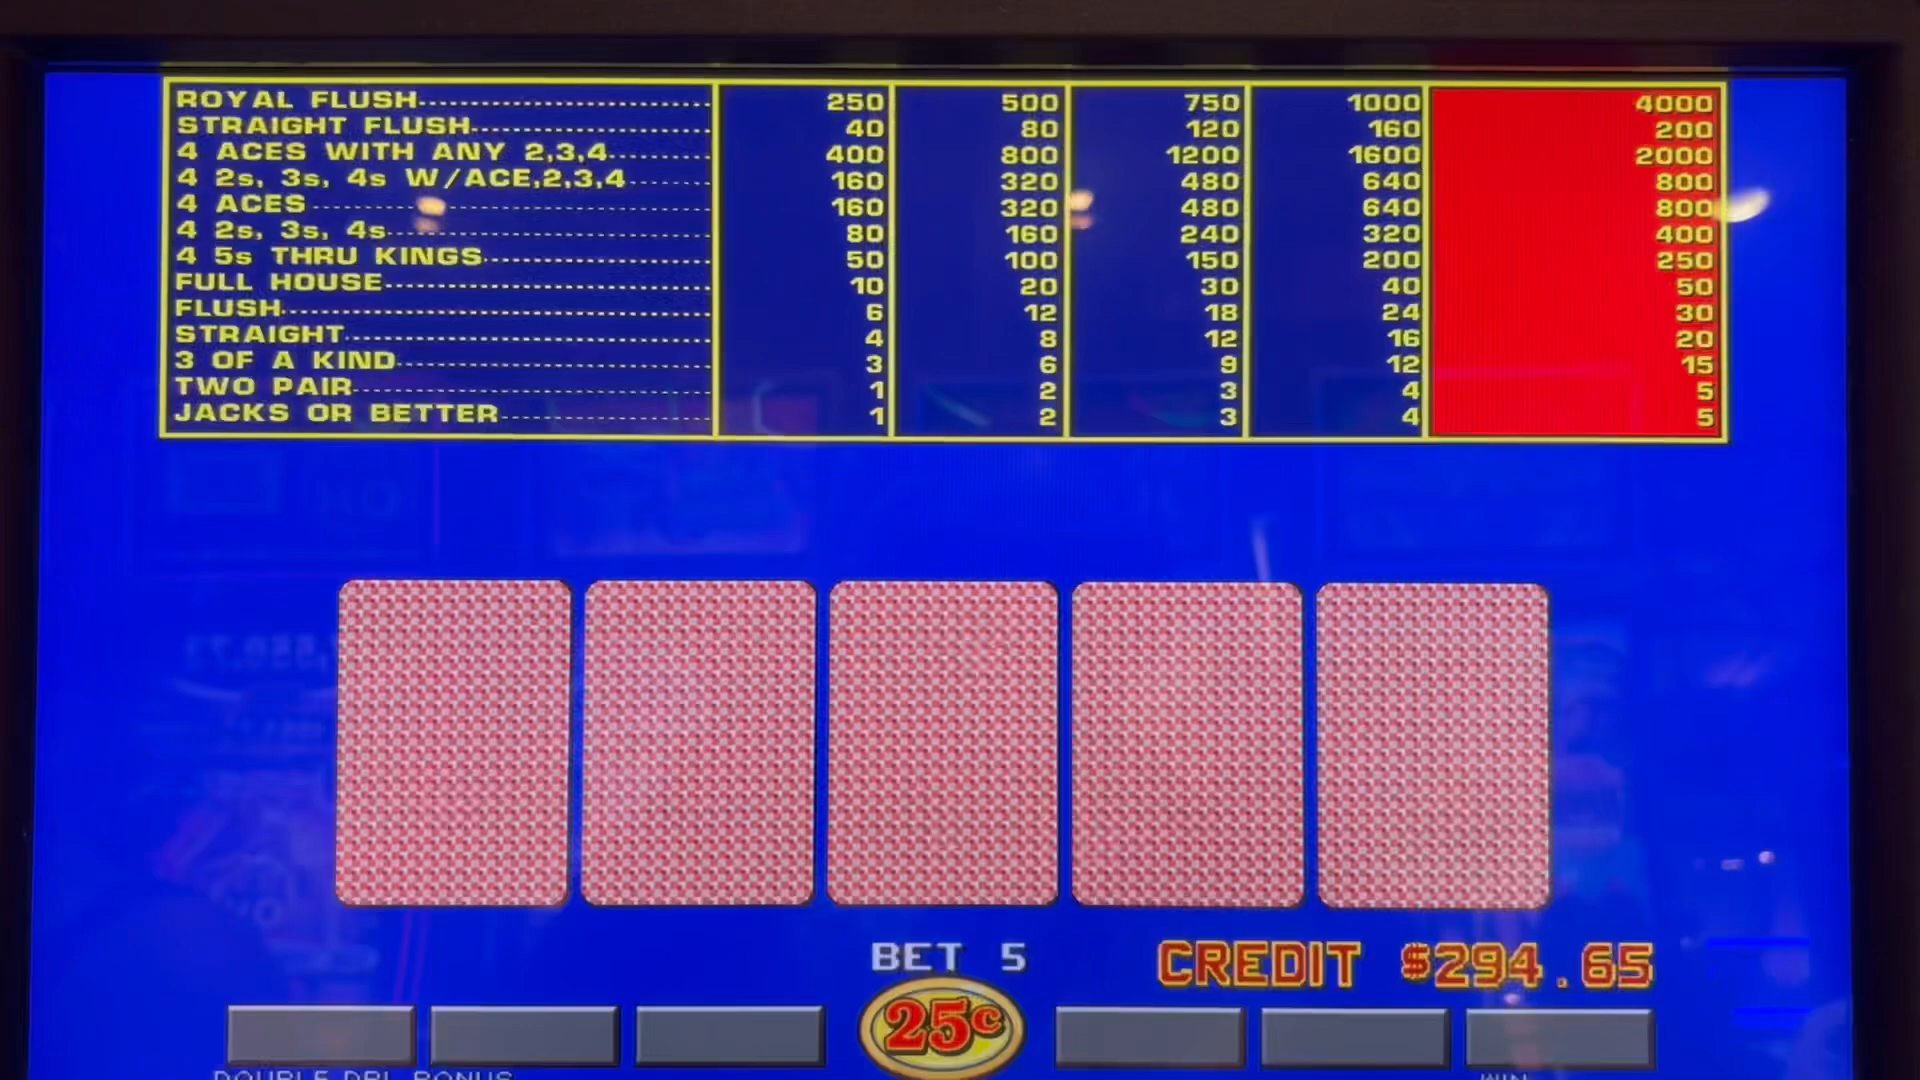 ROYAL FLUSH 250 500 750 1000 4000
STRAIGHT FLUSH 40 80 120 160 200
4 ACES WITH ANY 2,3,4 400 800 1200 1600 2000
4 2s, 3s, 4s W/ACE,2,3,4 160 320 480 640 800
4 ACES 160 320 480 640 800
4 2s, 3s, 4s 80 160 240 320 400
4 5s THRU KINGS 50 100 150 200 250
FULL HOUSE 10 20 30 40 50
FLUSH 6 12 18 24 30
STRAIGHT 4 8 12 16 20
3 OF A KIND 3 6 9 12 15
TWO PAIR 1 2 3 4 5
JACKS OR BETTER 1 2 3 4 5
BET 5 CREDIT $294.65
25¢
DOUBLE DBL BONUS WIN